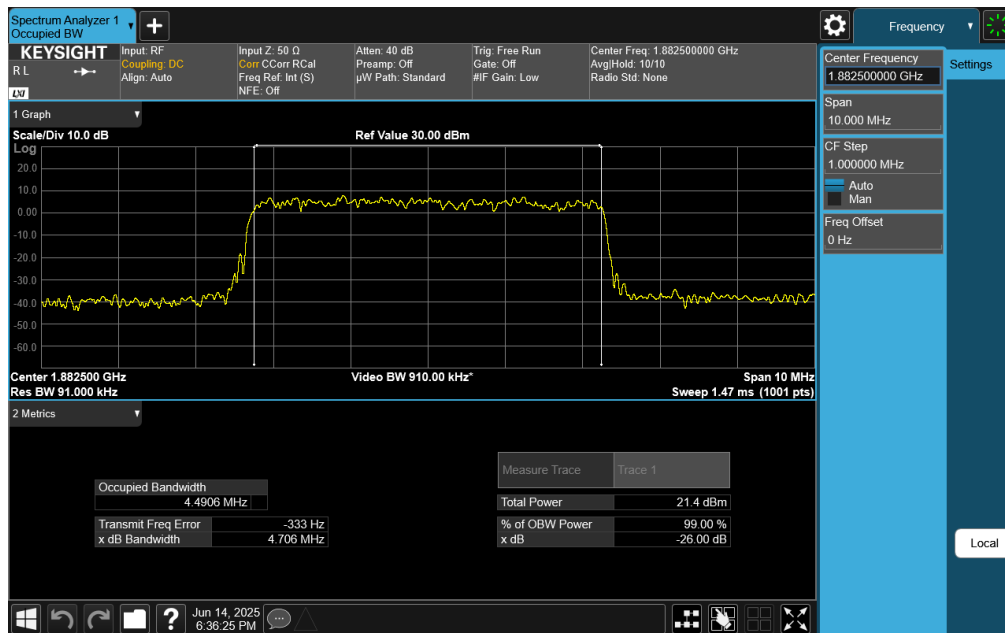 Spectrum Analyzer 1
Occupied BW
Frequency
KEYSIGHT
R L
LXI
Input: RF
Coupling: DC
Align: Auto
Input Z: 50 Ω
Corr CCorr RCal
Freq Ref: Int (S)
NFE: Off
Atten: 40 dB
Preamp: Off
µW Path: Standard
Trig: Free Run
Gate: Off
#IF Gain: Low
Center Freq: 1.882500000 GHz
Avg|Hold: 10/10
Radio Std: None
Center Frequency
1.882500000 GHz
Settings
Span
10.000 MHz
CF Step
1.000000 MHz
Auto
Man
Freq Offset
0 Hz
1 Graph
Scale/Div 10.0 dB
Ref Value 30.00 dBm
Log
20.0
10.0
0.00
-10.0
-20.0
-30.0
-40.0
-50.0
-60.0
Center 1.882500 GHz
Video BW 910.00 kHz*
Span 10 MHz
Res BW 91.000 kHz
Sweep 1.47 ms (1001 pts)
2 Metrics
Measure Trace
Trace 1
Occupied Bandwidth
4.4906 MHz
Total Power
21.4 dBm
Transmit Freq Error
-333 Hz
% of OBW Power
99.00 %
x dB Bandwidth
4.706 MHz
x dB
-26.00 dB
Local
Jun 14, 2025
6:36:25 PM